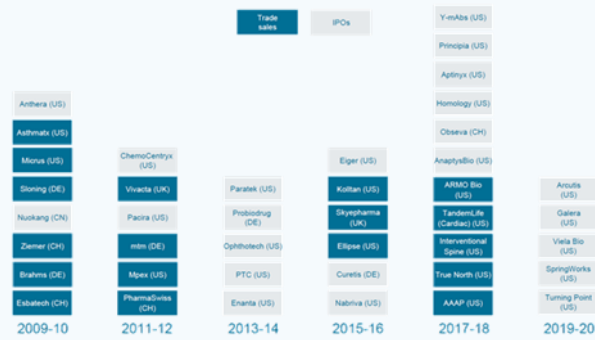 Trade
sales
IPOs
Anthera (US)
Asthmatx (US)
Micrus (US)
Sloning (DE)
Nuokang (CN)
Ziemer (CH)
Brahms (DE)
Esbatech (CH)
2009-10
ChemoCentryx
(US)
Vivacta (UK)
Pacira (US)
mtm (DE)
Mpex (US)
PharmaSwiss
(CH)
2011-12
Paratek (US)
Probiodrug
(DE)
Ophthotech (US)
PTC (US)
Enanta (US)
2013-14
Eiger (US)
Kolltan (US)
Skyepharma
(UK)
Ellipse (US)
Curetis (DE)
Nabriva (US)
2015-16
Y-mAbs (US)
Principia (US)
Aptinyx (US)
Homology (US)
Obseva (CH)
AnaptysBio (US)
ARMO Bio
(US)
TandemLife
(Cardiac) (US)
Interventional
Spine (US)
True North (US)
AAAP (US)
2017-18
Arcutis (US)
Galera
(US)
Viela Bio
(US)
SpringWorks
(US)
Turning Point
(US)
2019-20